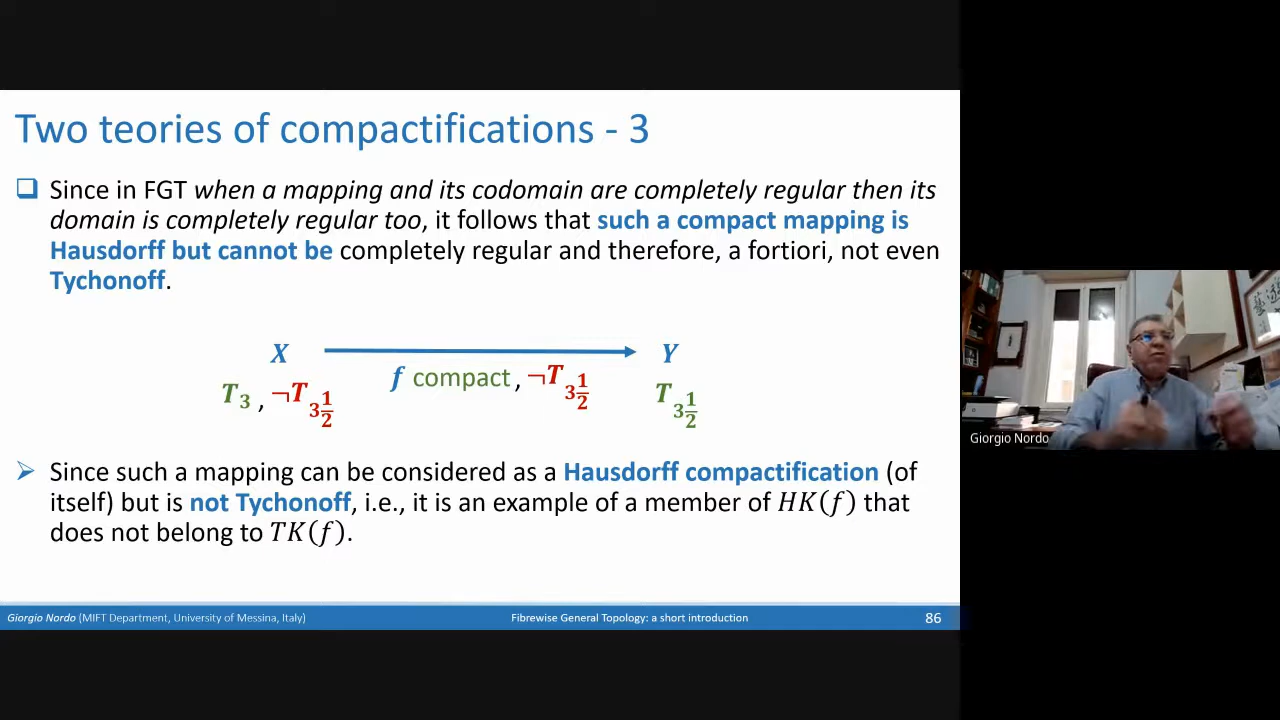 Two teories of compactifications - 3
Since in FGT when a mapping and its codomain are completely regular then its
domain is completely regular too, it follows that such a compact mapping is
Hausdorff but cannot be completely regular and therefore, a fortiori, not even
Tychonoff.
X Y
f compact, ¬T3½
T3, ¬T3½ T3½
Since such a mapping can be considered as a Hausdorff compactification (of
itself) but is not Tychonoff, i.e., it is an example of a member of HK(f) that
does not belong to TK(f).
Giorgio Nordo (MIFT Department, University of Messina, Italy) Fibrewise General Topology: a short introduction 86
Giorgio Nordo